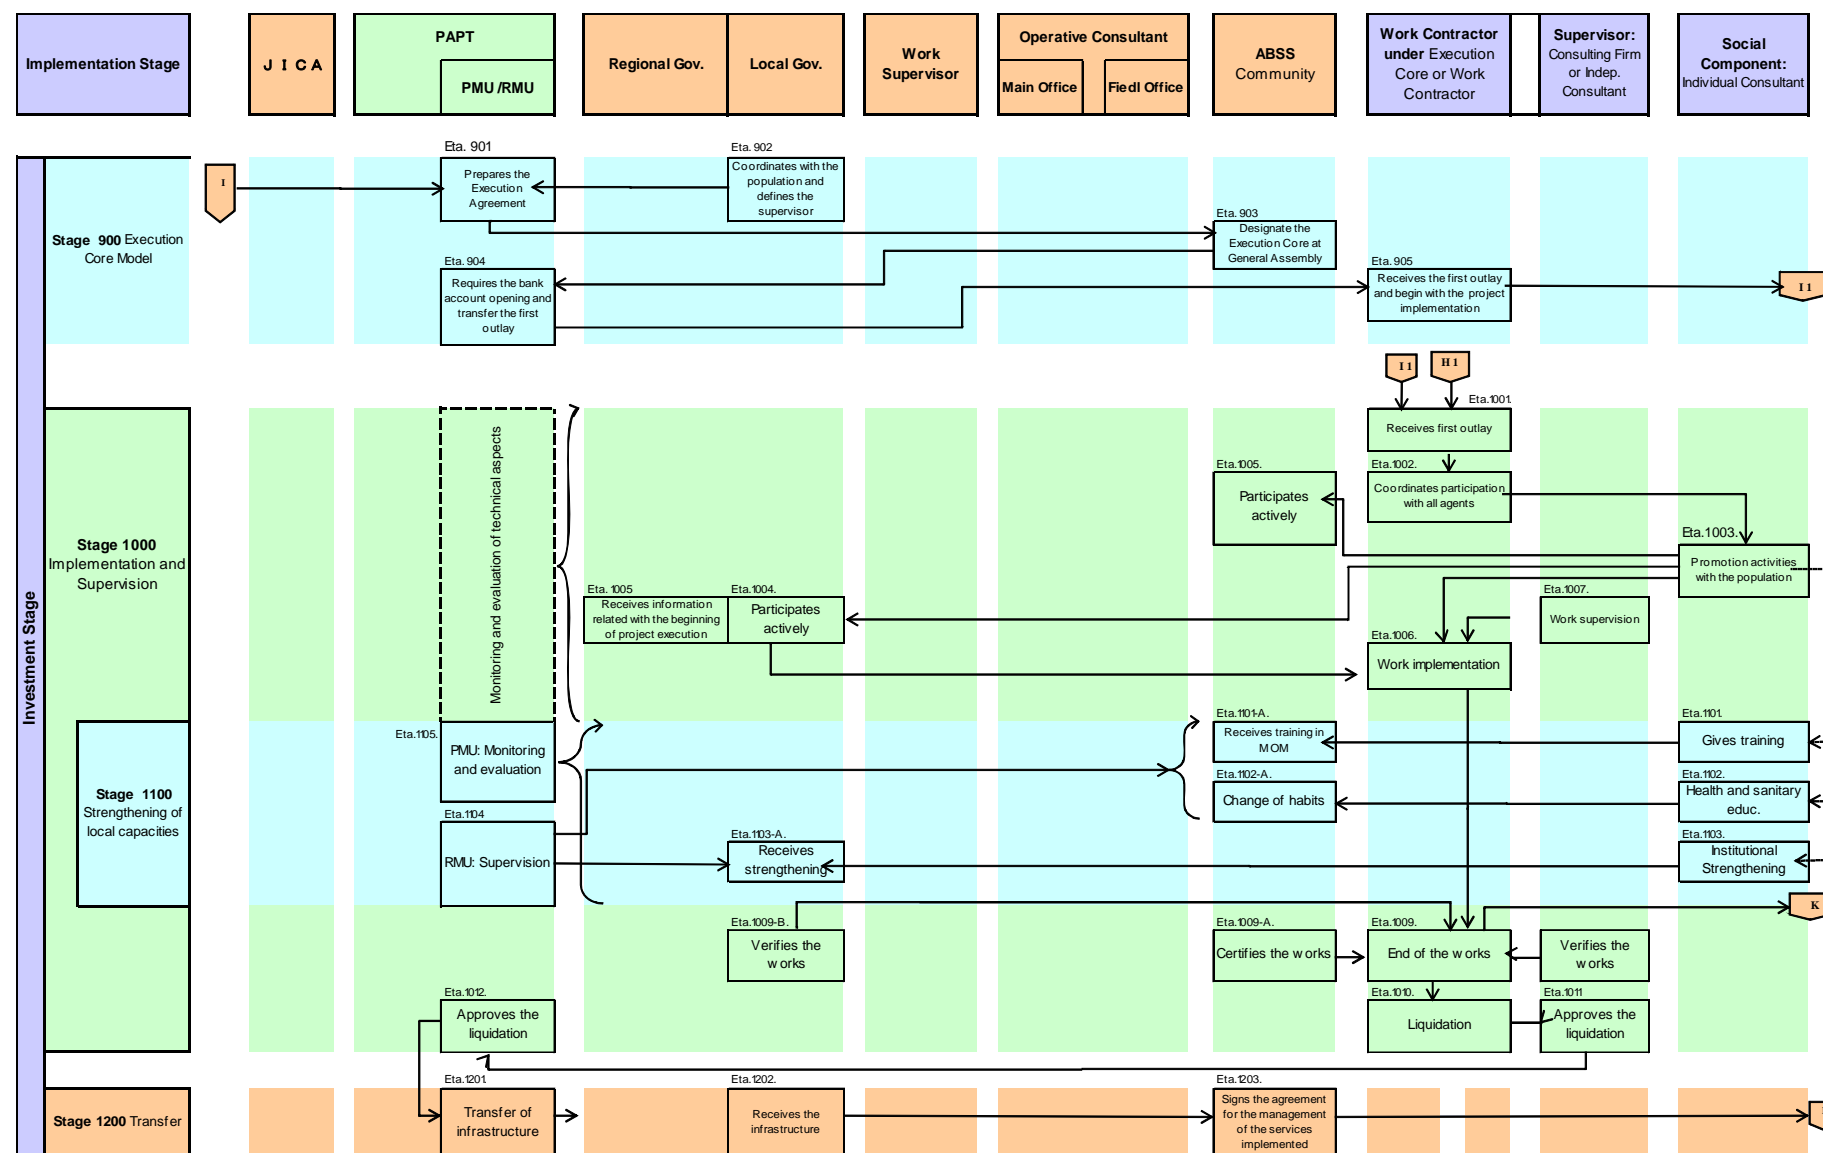 Implementation Stage
J I C A
PAPT
PMU /RMU
Regional Gov.
Local Gov.
Work
Supervisor
Operative Consultant
Main Office
Fiedl Office
ABSS
Community
Work Contractor
under Execution
Core or Work
Contractor
Supervisor:
Consulting Firm
or Indep.
Consultant
Social
Component:
Individual Consultant
Investment Stage
Stage 900 Execution
Core Model
I
Eta. 901
Prepares the
Execution
Agreement
Eta. 902
Coordinates with the
population and
defines the
supervisor
Eta. 903
Designate the
Execution Core at
General Assembly
Eta. 904
Requires the bank
account opening and
transfer the first
outlay
Eta. 905
Receives the first outlay
and begin with the project
implementation
I 1
I 1
H 1
Stage 1000
Implementation and
Supervision
Monitoring and evaluation of technical aspects
Eta.1001.
Receives first outlay
Eta.1002.
Coordinates participation
with all agents
Eta.1005.
Participates
actively
Eta.1003.
Promotion activities
with the population
Eta. 1005
Receives information
related with the beginning
of project execution
Eta.1004.
Participates
actively
Eta.1007.
Work supervision
Eta.1006.
Work implementation
Stage 1100
Strengthening of
local capacities
Eta.1105.
PMU: Monitoring
and evaluation
Eta.1101-A.
Receives training in
MOM
Eta.1101.
Gives training
Eta.1102-A.
Change of habits
Eta.1102.
Health and sanitary
educ.
Eta.1104
RMU: Supervision
Eta.1103-A.
Receives
strengthening
Eta.1103.
Institutional
Strengthening
K
Eta.1009-B.
Verifies the
works
Eta.1009-A.
Certifies the works
Eta.1009.
End of the works
Verifies the
works
Eta.1012.
Approves the
liquidation
Eta.1010.
Liquidation
Eta.1011
Approves the
liquidation
Stage 1200 Transfer
Eta.1201.
Transfer of
infrastructure
Eta.1202.
Receives the
infrastructure
Eta.1203.
Signs the agreement
for the management
of the services
implemented